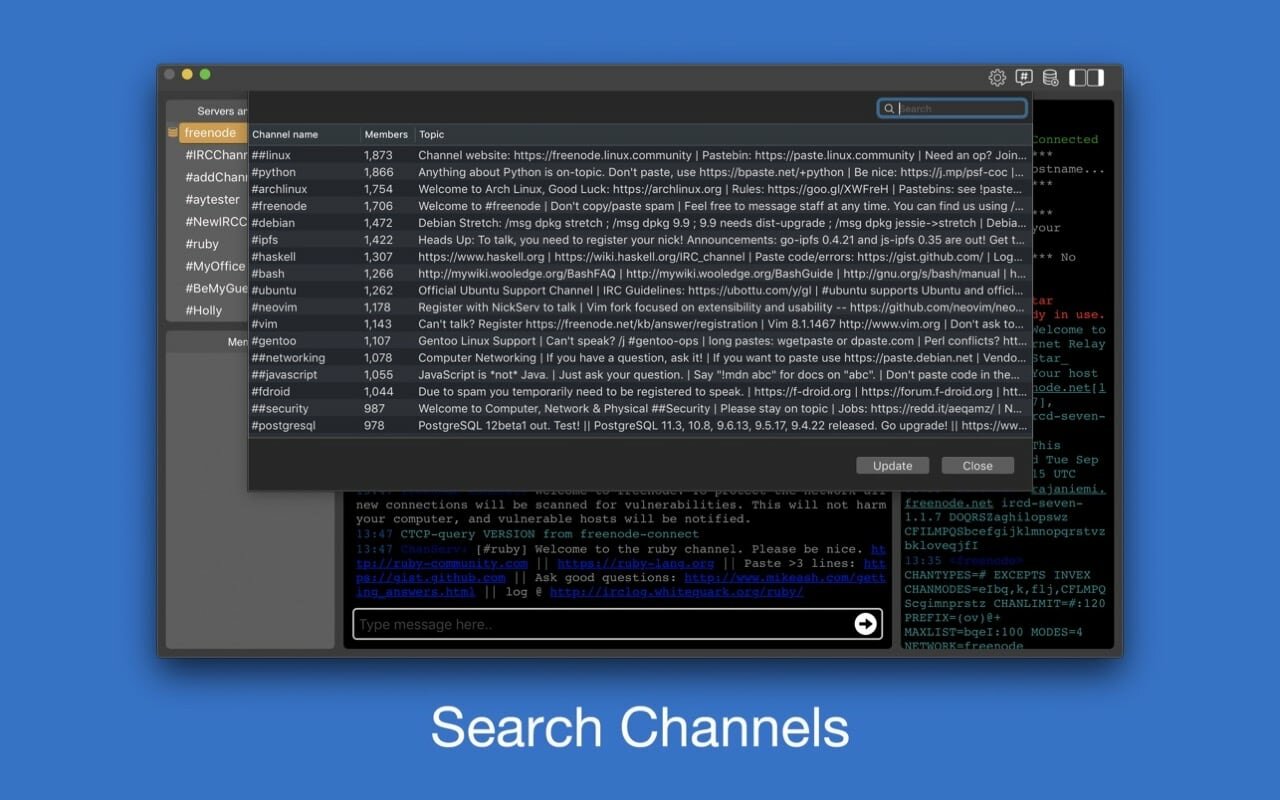 Servers an
freenode
#IRCChann
#addChann
#aytester
#NewIRCC
#ruby
#MyOffice
#BeMyGue
#Holly
Mem
Search
Channel name Members Topic
##linux 1,873 Channel website: https://freenode.linux.community | Pastebin: https://paste.linux.community | Need an op? Join...
#python 1,866 Anything about Python is on-topic. Don't paste, use https://bpaste.net/+python | Be nice: https://j.mp/psf-coc |...
#archlinux 1,754 Welcome to Arch Linux, Good Luck: https://archlinux.org | Rules: https://goo.gl/XWFreH | Pastebins: see !paste...
#freenode 1,706 Welcome to #freenode | Don't copy/paste spam | Feel free to message staff at any time. You can find us using /...
#debian 1,472 Debian Stretch: /msg dpkg stretch ; /msg dpkg 9.9 ; 9.9 needs dist-upgrade ; /msg dpkg jessie->stretch | Debia...
#ipfs 1,422 Heads Up: To talk, you need to register your nick! Announcements: go-ipfs 0.4.21 and js-ipfs 0.35 are out! Get t...
#haskell 1,307 https://www.haskell.org | https://wiki.haskell.org/IRC_channel | Paste code/errors: https://gist.github.com/ | Log...
#bash 1,266 http://mywiki.wooledge.org/BashFAQ | http://mywiki.wooledge.org/BashGuide | http://gnu.org/s/bash/manual | h...
#ubuntu 1,262 Official Ubuntu Support Channel | IRC Guidelines: https://ubottu.com/y/gl | #ubuntu supports Ubuntu and offici...
#neovim 1,178 Register with NickServ to talk | Vim fork focused on extensibility and usability -- https://github.com/neovim/neo...
#vim 1,143 Can't talk? Register https://freenode.net/kb/answer/registration | Vim 8.1.1467 http://www.vim.org | Don't ask to...
#gentoo 1,107 Gentoo Linux Support | Can't speak? /j #gentoo-ops | long pastes: wgetpaste or dpaste.com | Perl conflicts? htt...
##networking 1,078 Computer Networking | If you have a question, ask it! | If you want to paste use https://paste.debian.net | Vendo...
##javascript 1,055 JavaScript is *not* Java. | Just ask your question. | Say "!mdn abc" for docs on "abc". | Don't paste code in the...
#fdroid 1,044 Due to spam you temporarily need to be registered to speak. | https://f-droid.org | https://forum.f-droid.org | htt...
##security 987 Welcome to Computer, Network & Physical ##Security | Please stay on topic | Jobs: https://redd.it/aeqamz/ | N...
#postgresql 978 PostgreSQL 12beta1 out. Test! || PostgreSQL 11.3, 10.8, 9.6.13, 9.5.17, 9.4.22 released. Go upgrade! || https://ww...
Update Close
new connections will be scanned for vulnerabilities. This will not harm
your computer, and vulnerable hosts will be notified.
13:47 CTCP-query VERSION from freenode-connect
13:47 ChanServ: [#ruby] Welcome to the ruby channel. Please be nice. ht
tp://ruby-community.com || https://ruby-lang.org || Paste >3 lines: htt
ps://gist.github.com || Ask good questions: http://www.mikeash.com/gett
ing_answers.html || log @ http://irclog.whitequark.org/ruby/
Type message here..
Connected
***
ostname...
***
***
your
*** No
tar
dy in use.
Welcome to
rnet Relay
Star_
Your host
node.net[1
7],
rcd-seven-
This
d Tue Sep
15 UTC
rajaniemi.
freenode.net ircd-seven-
1.1.7 DOQRSZaghilopswz
CFILMPQSbcefgijklmnopqrstvz
bkloveqjfI
13:35 <freenode>
CHANTYPES=# EXCEPTS INVEX
CHANMODES=eIbq,k,flj,CFLMPQ
Scgimnprstz CHANLIMIT=#:120
PREFIX=(ov)@+
MAXLIST=bqeI:100 MODES=4
NETWORK=freenode
Search Channels